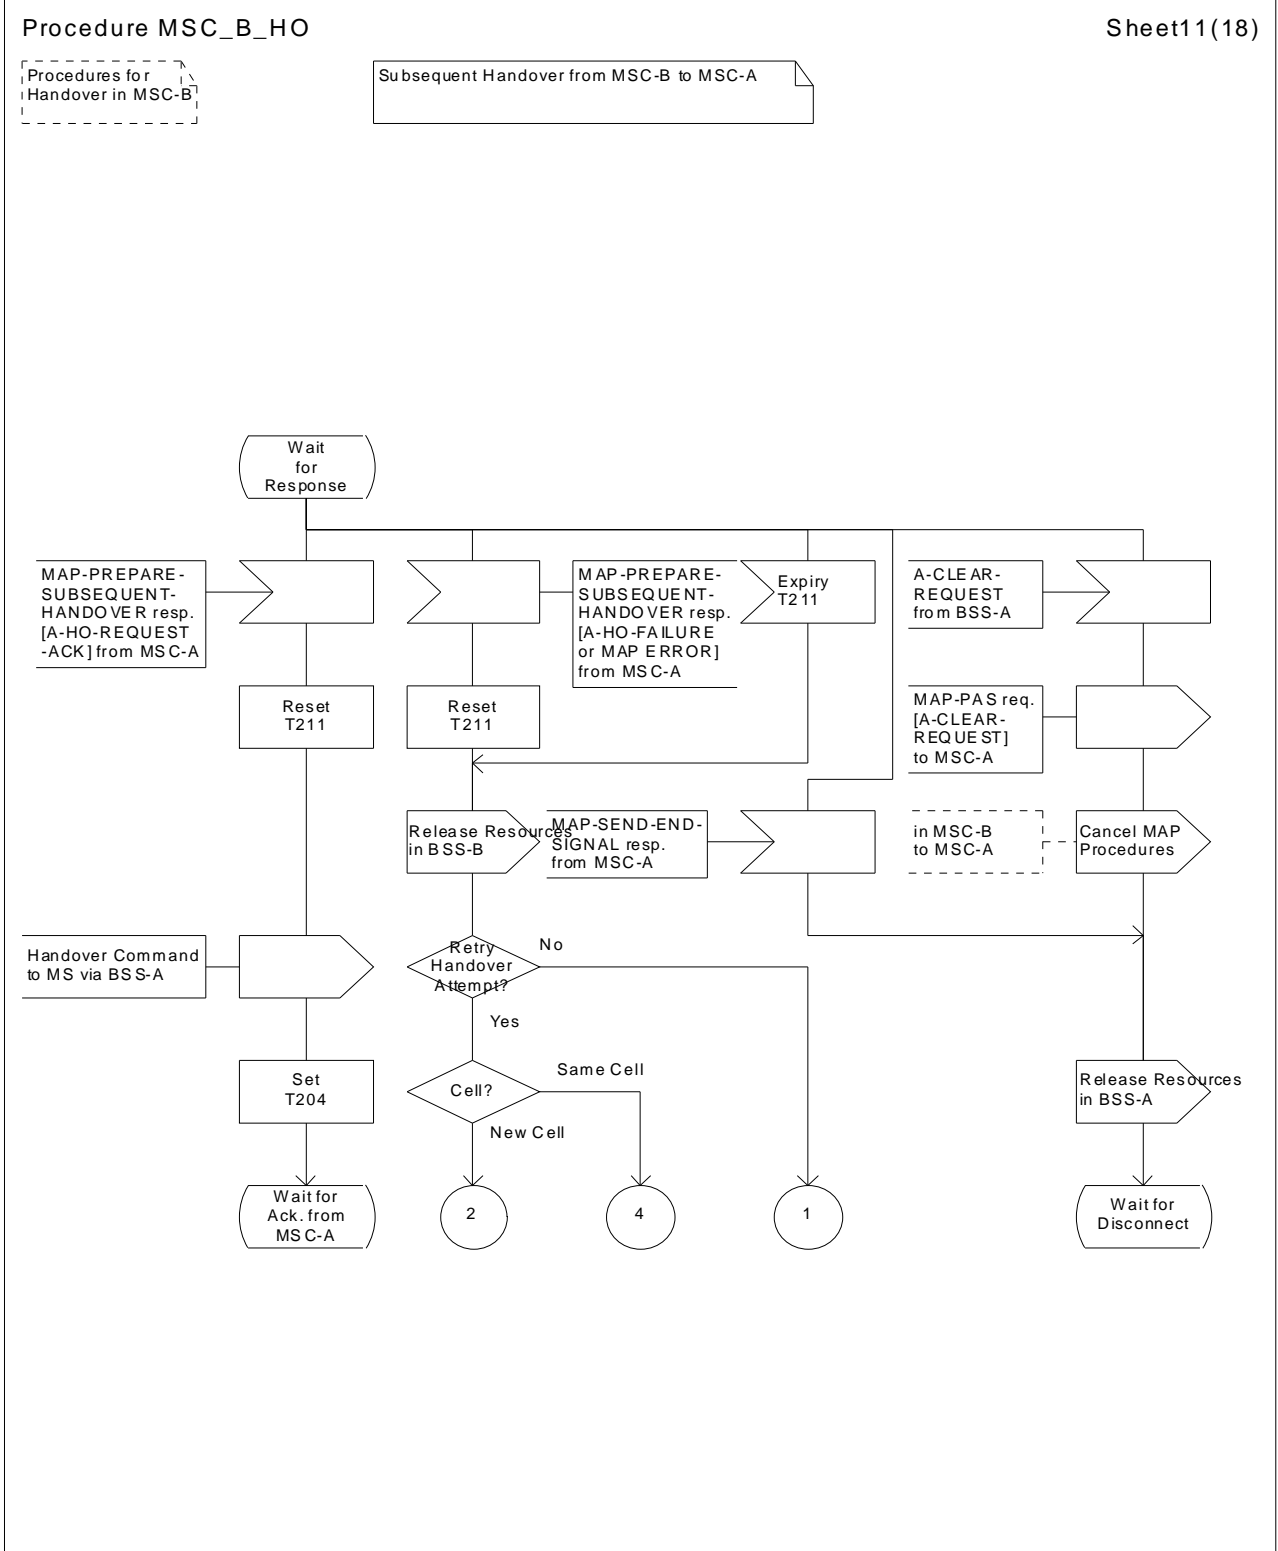 Procedure MSC_B_HO
Sheet11(18)
Procedures for
Handover in MSC-B
Subsequent Handover from MSC-B to MSC-A
Wait
for
Response
MAP-PREPARE-
SUBSEQUENT-
HANDOVER resp.
[A-HO-REQUEST
-ACK] from MSC-A
MAP-PREPARE-
SUBSEQUENT-
HANDOVER resp.
[A-HO-FAILURE
or MAP ERROR]
from MSC-A
Expiry
T211
A-CLEAR-
REQUEST
from BSS-A
Reset
T211
Reset
T211
MAP-PAS req.
[A-CLEAR-
REQUEST]
to MSC-A
Release Resources
in BSS-B
MAP-SEND-END-
SIGNAL resp.
from MSC-A
in MSC-B
to MSC-A
Cancel MAP
Procedures
Handover Command
to MS via BSS-A
Retry
Handover
Attempt?
No
Yes
Set
T204
Cell?
Same Cell
New Cell
Release Resources
in BSS-A
Wait for
Ack. from
MSC-A
2
4
1
Wait for
Disconnect